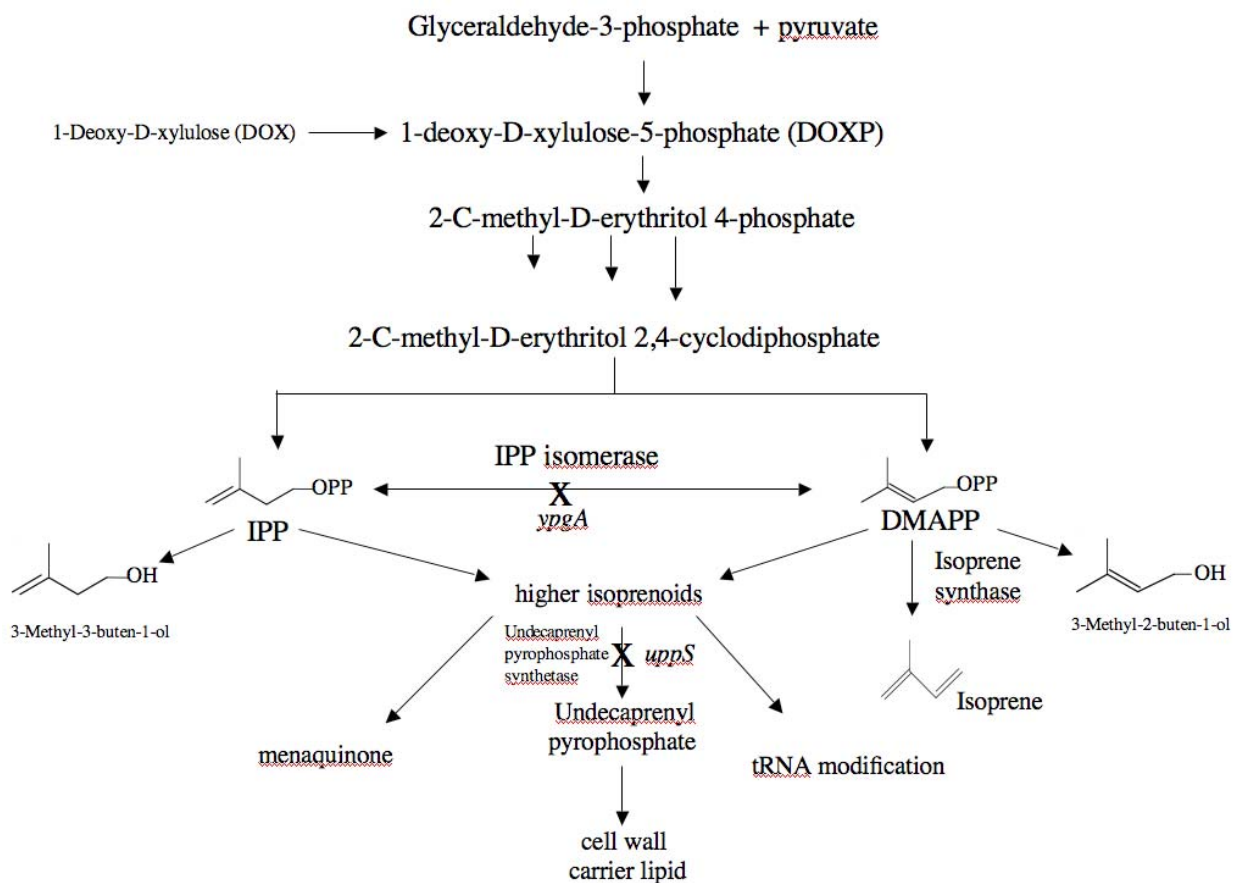 Glyceraldehyde-3-phosphate + pyruvate
1-Deoxy-D-xylulose (DOX)
1-deoxy-D-xylulose-5-phosphate (DOXP)
2-C-methyl-D-erythritol 4-phosphate
2-C-methyl-D-erythritol 2,4-cyclodiphosphate
IPP isomerase
OPP
X
OPP
ypgA
IPP
DMAPP
OH
3-Methyl-3-buten-1-ol
higher isoprenoids
Isoprene
synthase
OH
3-Methyl-2-buten-1-ol
Undecaprenyl
pyrophosphate
synthetase
X uppS
Isoprene
Undecaprenyl
pyrophosphate
menaquinone
tRNA modification
cell wall
carrier lipid